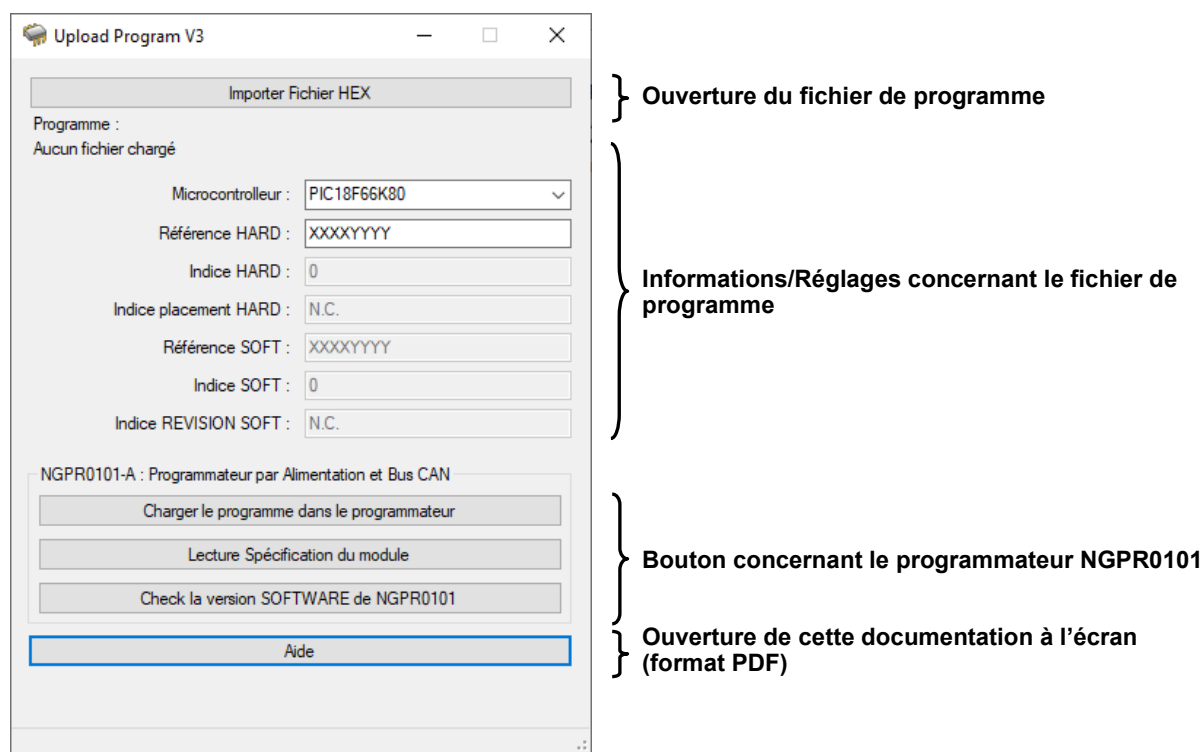 Upload Program V3
Importer Fichier HEX
Ouverture du fichier de programme
Programme :
Aucun fichier chargé
Microcontrolleur : PIC18F66K80
Référence HARD : XXXXYYYY
Indice HARD : 0
Indice placement HARD : N.C.
Référence SOFT : XXXXYYYY
Indice SOFT : 0
Indice REVISION SOFT : N.C.
Informations/Réglages concernant le fichier de
programme
NGPR0101-A : Programmateur par Alimentation et Bus CAN
Charger le programme dans le programmateur
Lecture Spécification du module
Check la version SOFTWARE de NGPR0101
Bouton concernant le programmateur NGPR0101
Aide
Ouverture de cette documentation à l’écran
(format PDF)